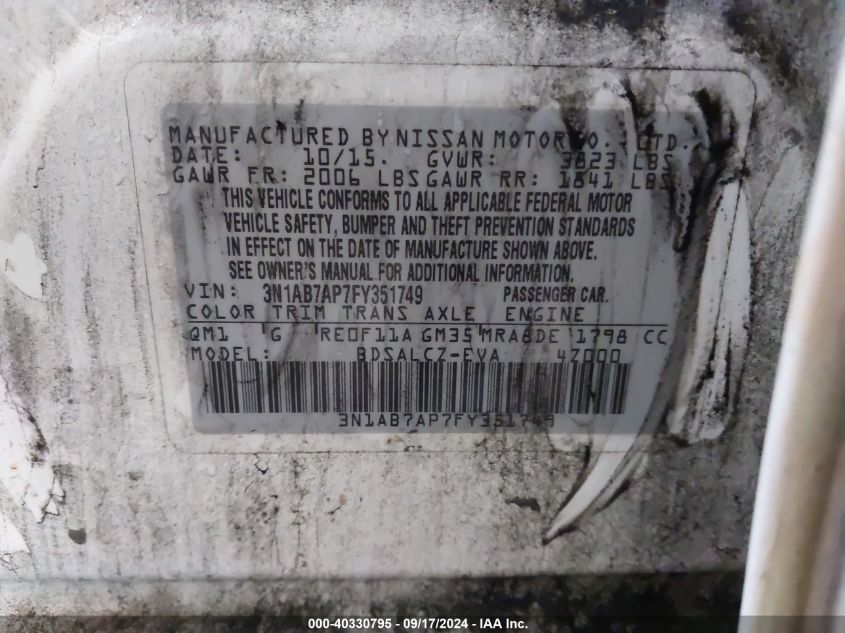 MANUFACTURED BY NISSAN MOTOR CO., LTD.
DATE: 10/15. GVWR: 3823 LBS
GAWR FR: 2006 LBS GAWR RR: 1841 LBS
THIS VEHICLE CONFORMS TO ALL APPLICABLE FEDERAL MOTOR
VEHICLE SAFETY, BUMPER AND THEFT PREVENTION STANDARDS
IN EFFECT ON THE DATE OF MANUFACTURE SHOWN ABOVE.
SEE OWNER'S MANUAL FOR ADDITIONAL INFORMATION.
VIN: 3N1AB7AP7FY351749 PASSENGER CAR.
COLOR TRIM TRANS AXLE ENGINE
QM1 G RE0F11A GM35 MRA8DE 1798 CC
MODEL: BDSALCZ-EVA 4Z000
3N1AB7AP7FY351749
000-40330795 - 09/17/2024 - IAA Inc.